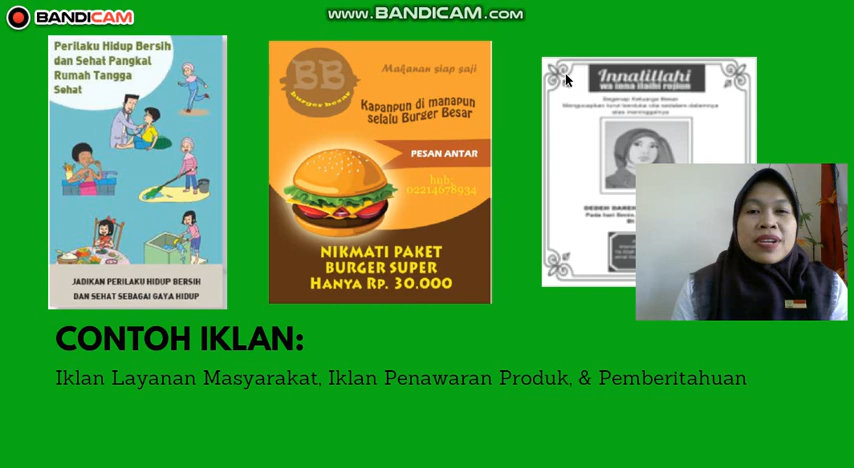 BANDICAM
www.BANDICAM.com
Perilaku Hidup Bersih
dan Sehat Pangkal
Rumah Tangga
Sehat
JADIKAN PERILAKU HIDUP BERSIH
DAN SEHAT SEBAGAI GAYA HIDUP
BB
burger besar
Makanan siap saji
Kapanpun di manapun
selalu Burger Besar
PESAN ANTAR
hub:
02214678934
NIKMATI PAKET
BURGER SUPER
HANYA RP. 30.000
Innalillahi
wa inna ilaihi rojiun
Segenap Keluarga Besar
CONTOH IKLAN:
Iklan Layanan Masyarakat, Iklan Penawaran Produk, & Pemberitahuan